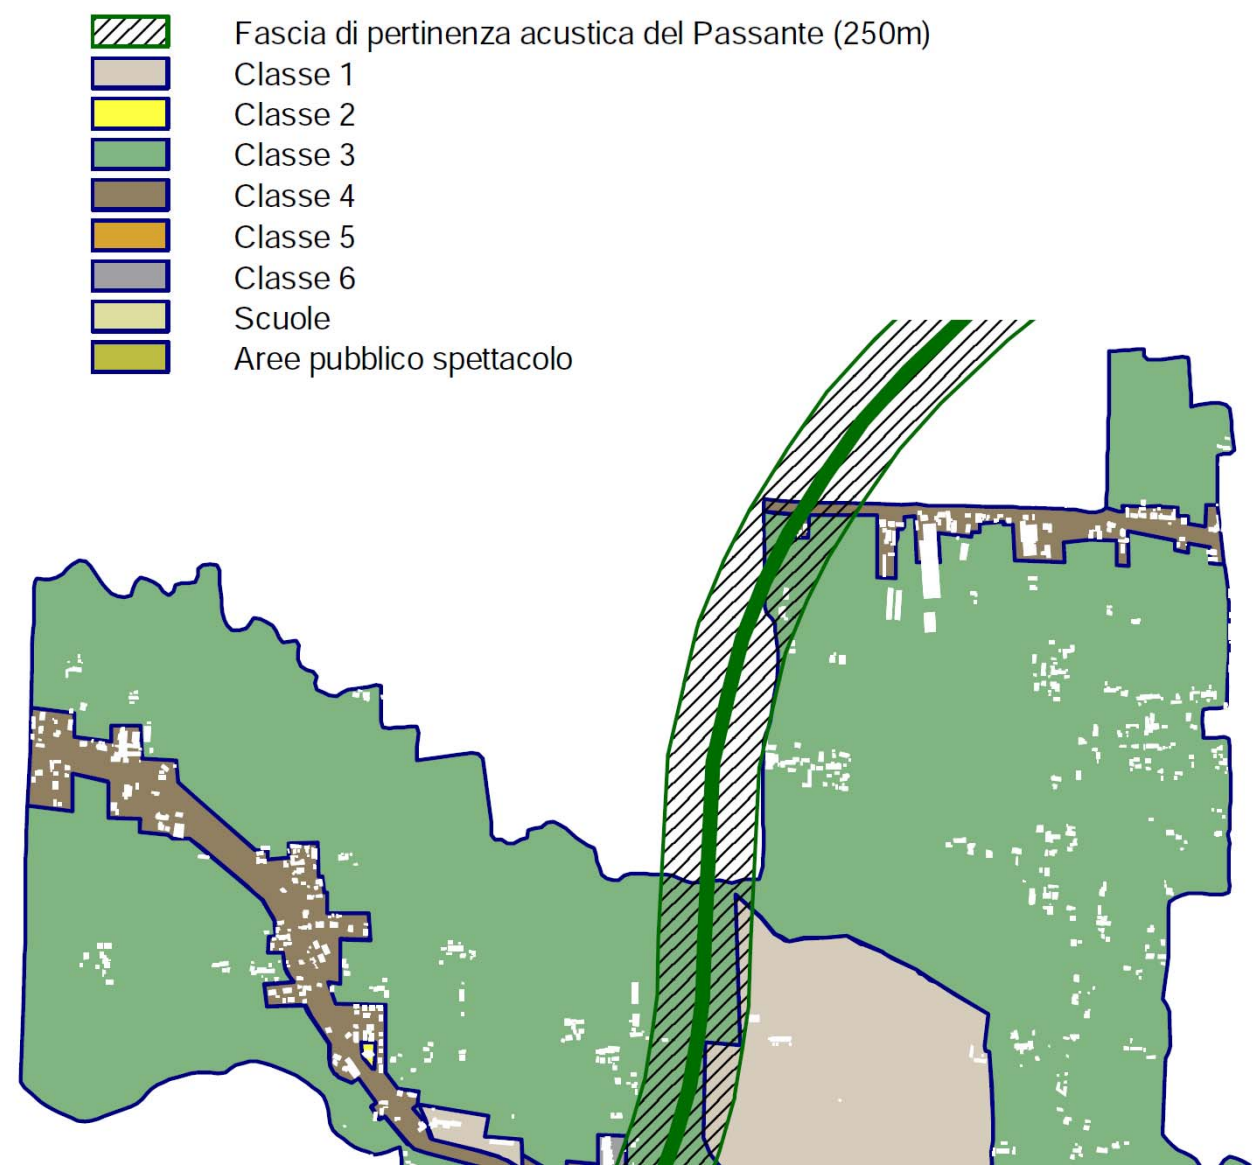 Fascia di pertinenza acustica del Passante (250m)
Classe 1
Classe 2
Classe 3
Classe 4
Classe 5
Classe 6
Scuole
Aree pubblico spettacolo